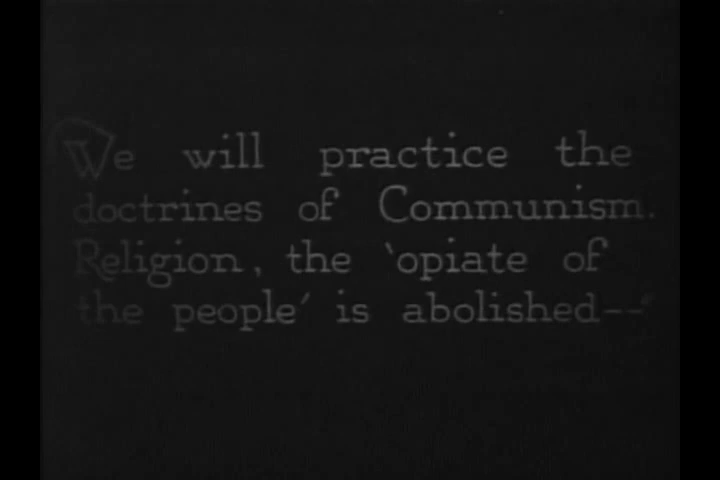 We will practice the
doctrines of Communism.
Religion, the 'opiate of
the people' is abolished--"